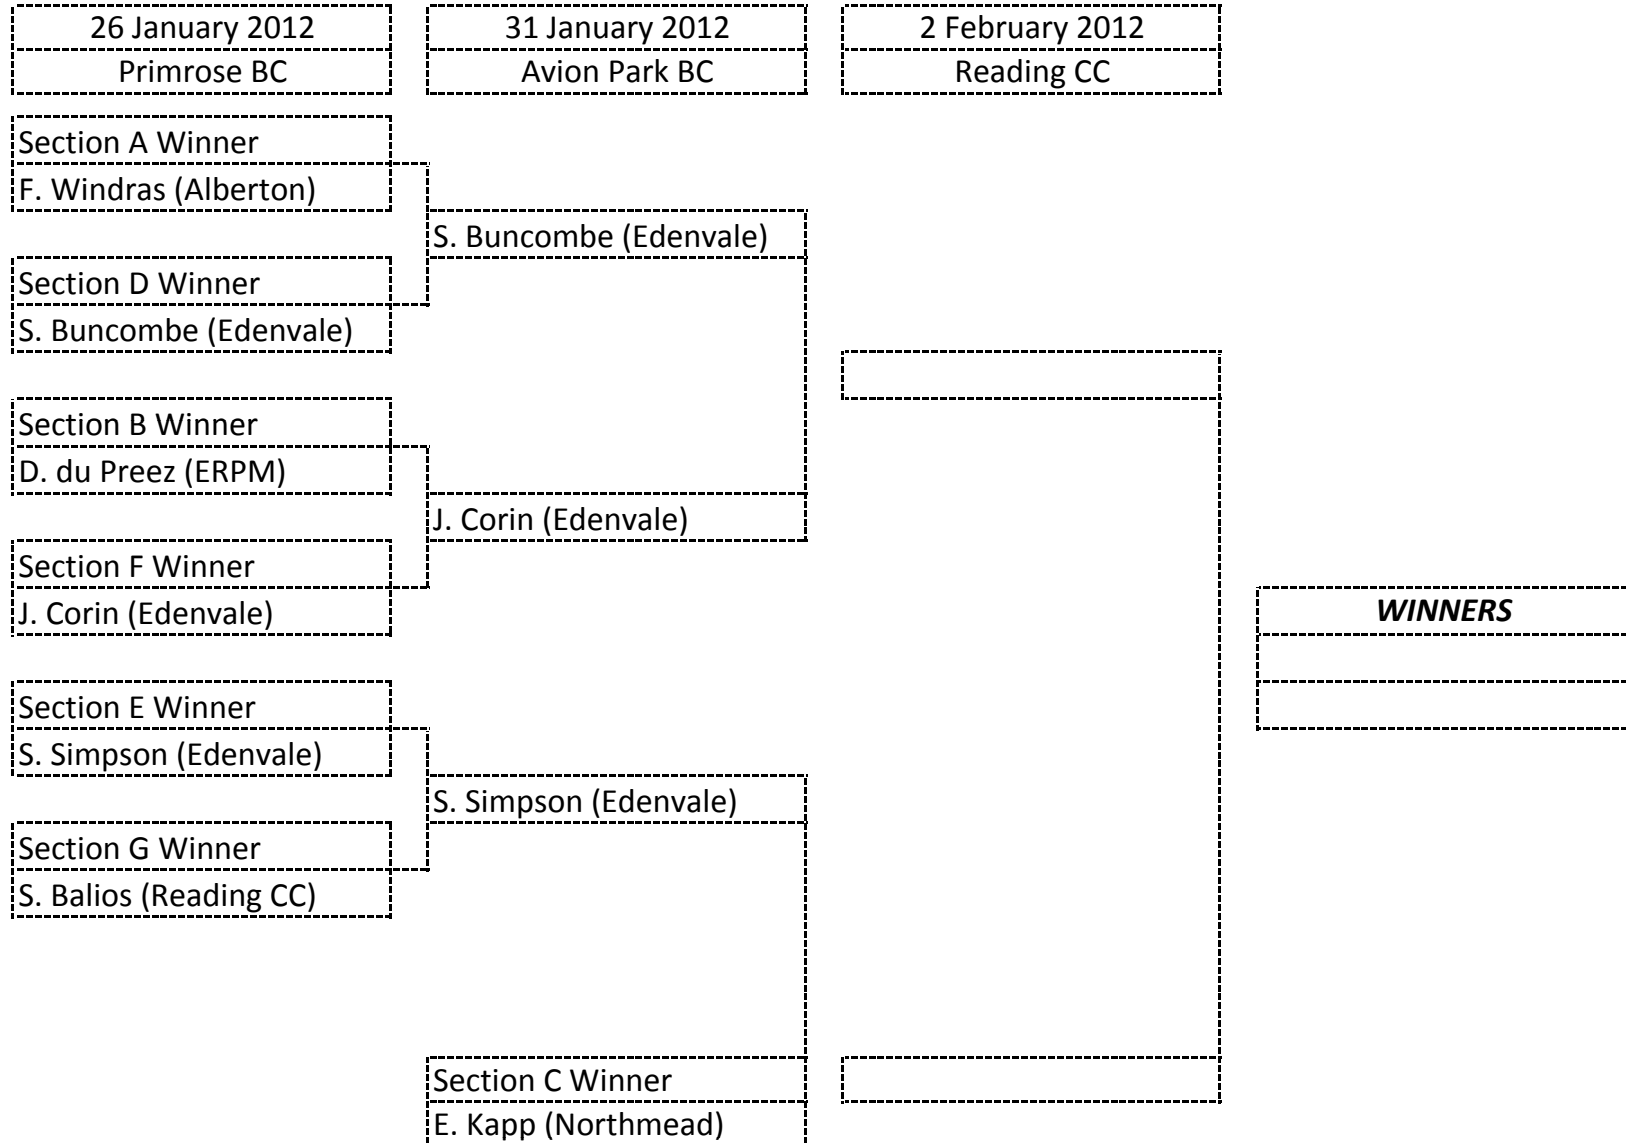 26 January 2012
Primrose BC
31 January 2012
Avion Park BC
2 February 2012
Reading CC
Section A Winner
F. Windras (Alberton)
S. Buncombe (Edenvale)
Section D Winner
S. Buncombe (Edenvale)
Section B Winner
D. du Preez (ERPM)
J. Corin (Edenvale)
Section F Winner
J. Corin (Edenvale)
WINNERS
Section E Winner
S. Simpson (Edenvale)
S. Simpson (Edenvale)
Section G Winner
S. Balios (Reading CC)
Section C Winner
E. Kapp (Northmead)